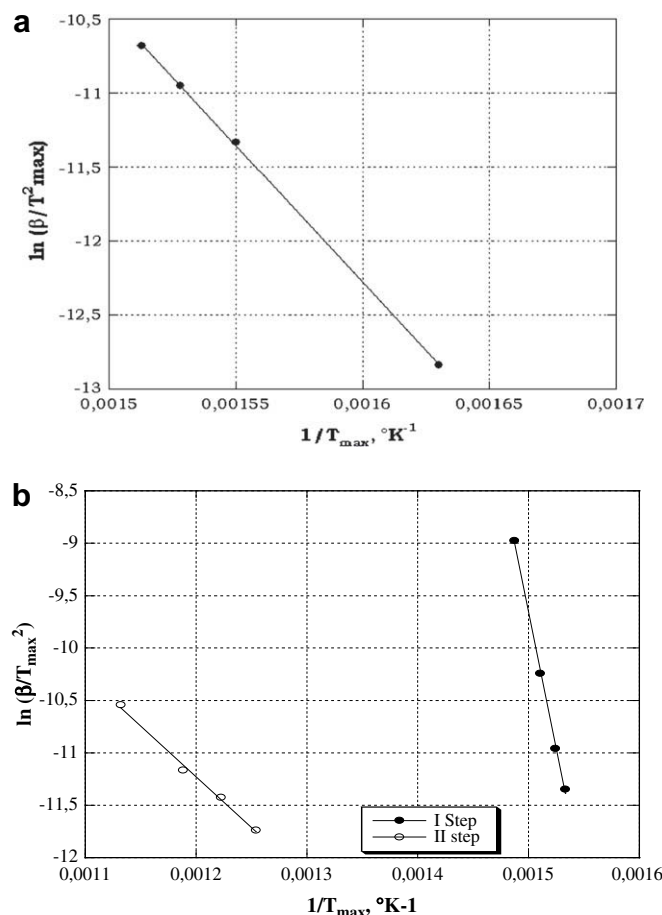 a
-10,5
-11
-11,5
-12
-12,5
-13
ln (β/T²max)
0,0015 0,00155 0,0016 0,00165 0,0017
1/Tmax, °K⁻¹
b
-8,5
-9
-9,5
-10
-10,5
-11
-11,5
-12
ln (β/Tmax²)
I Step
II step
0,0011 0,0012 0,0013 0,0014 0,0015 0,0016
1/Tmax, °K-1